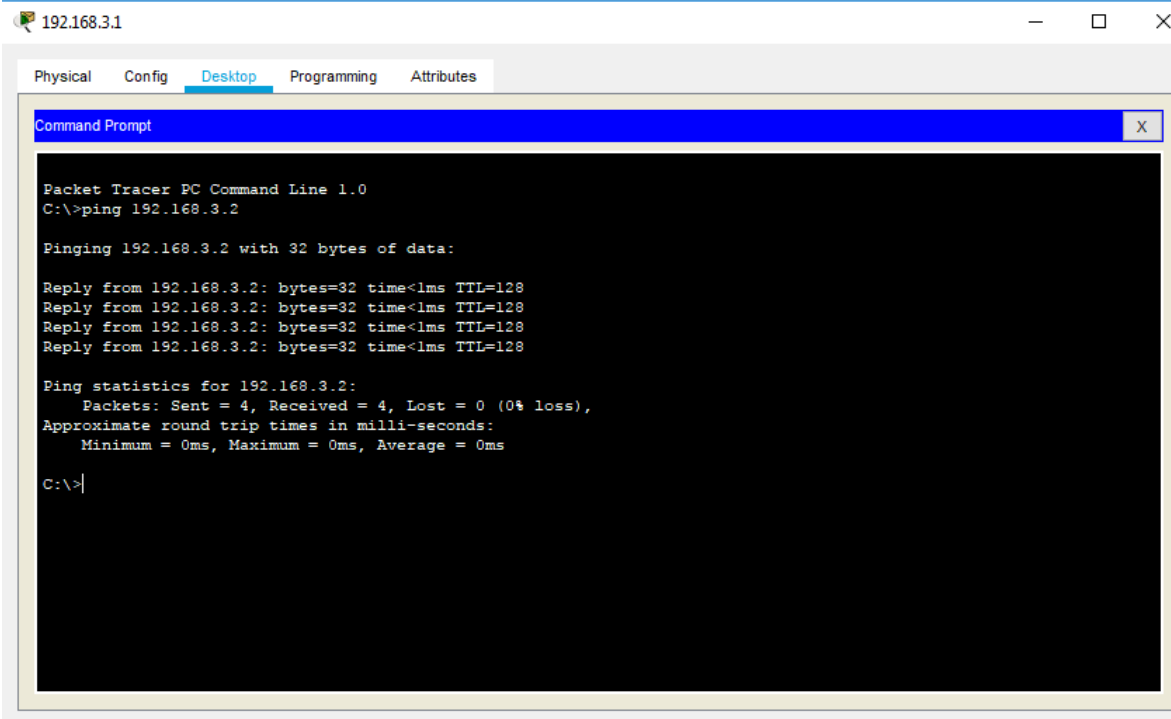 192.168.3.1
Physical Config Desktop Programming Attributes
Command Prompt X
Packet Tracer PC Command Line 1.0
C:\>ping 192.168.3.2
Pinging 192.168.3.2 with 32 bytes of data:
Reply from 192.168.3.2: bytes=32 time<1ms TTL=128
Reply from 192.168.3.2: bytes=32 time<1ms TTL=128
Reply from 192.168.3.2: bytes=32 time<1ms TTL=128
Reply from 192.168.3.2: bytes=32 time<1ms TTL=128
Ping statistics for 192.168.3.2:
Packets: Sent = 4, Received = 4, Lost = 0 (0% loss),
Approximate round trip times in milli-seconds:
Minimum = 0ms, Maximum = 0ms, Average = 0ms
C:\>